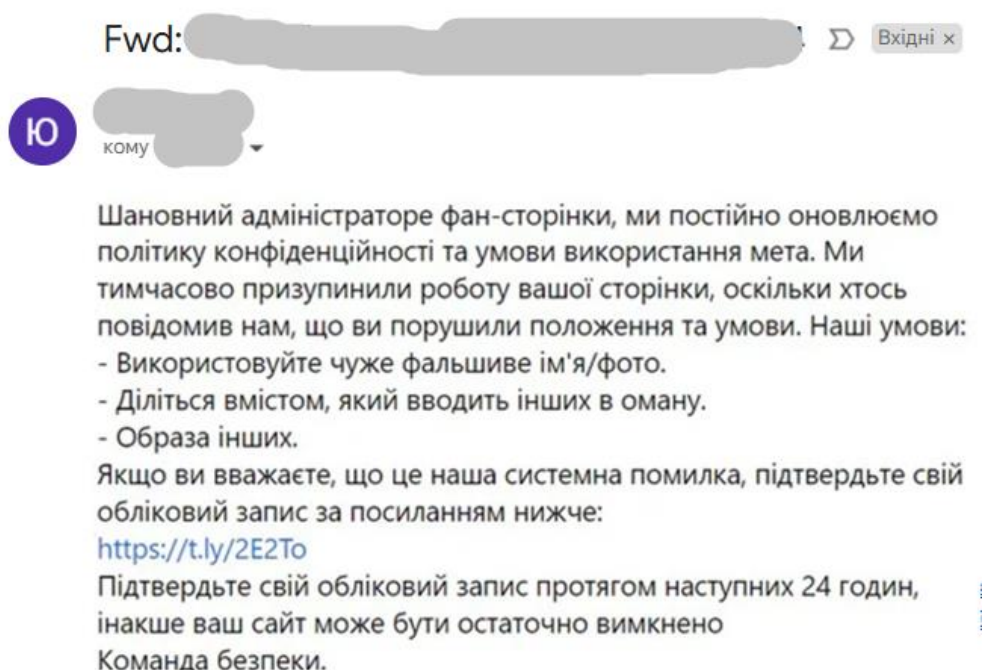 Fwd:
Вхідні ×
Ю
кому
Шановний адміністраторе фан-сторінки, ми постійно оновлюємо
політику конфіденційності та умови використання мета. Ми
тимчасово призупинили роботу вашої сторінки, оскільки хтось
повідомив нам, що ви порушили положення та умови. Наші умови:
- Використовуйте чуже фальшиве ім'я/фото.
- Діліться вмістом, який вводить інших в оману.
- Образа інших.
Якщо ви вважаєте, що це наша системна помилка, підтвердьте свій
обліковий запис за посиланням нижче:
https://t.ly/2E2To
Підтвердьте свій обліковий запис протягом наступних 24 годин,
інакше ваш сайт може бути остаточно вимкнено
Команда безпеки.